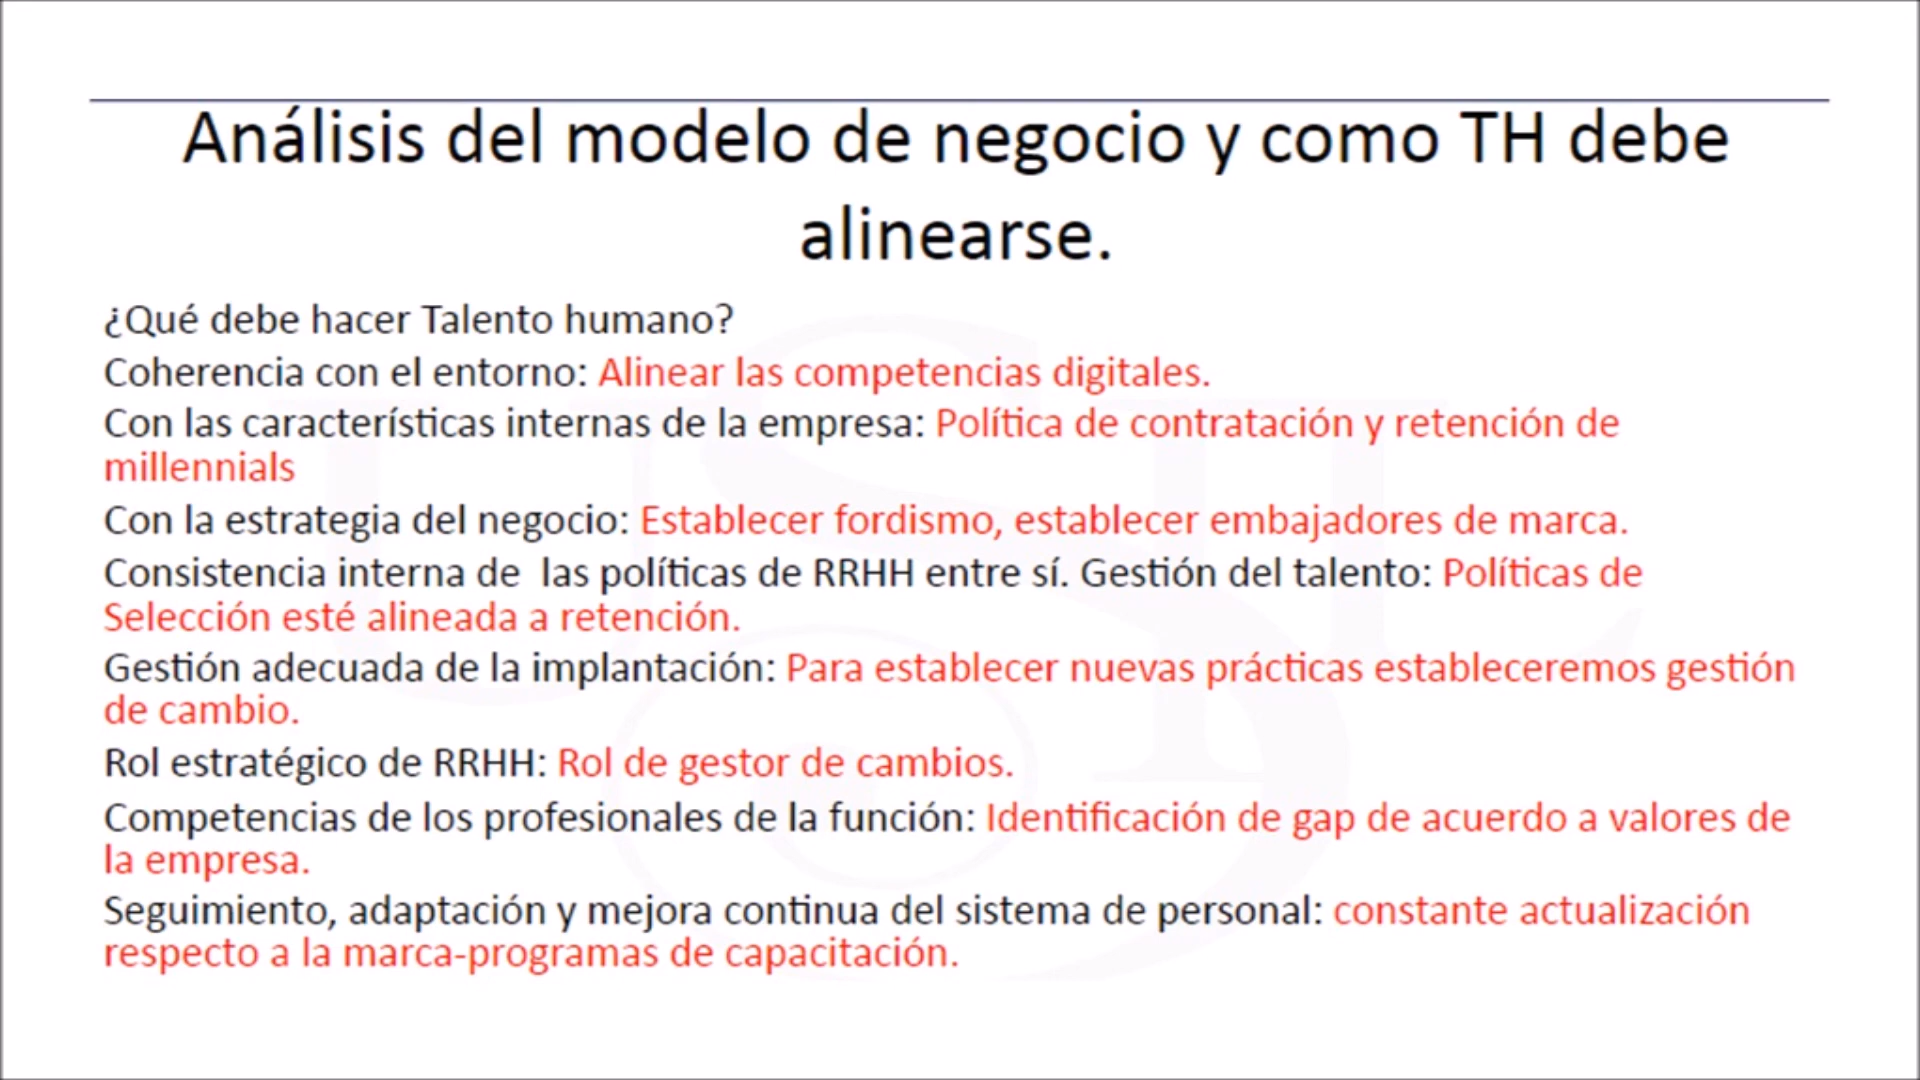 Análisis del modelo de negocio y como TH debe
alinearse.
¿Qué debe hacer Talento humano?
Coherencia con el entorno: Alinear las competencias digitales.
Con las características internas de la empresa: Política de contratación y retención de
millennials
Con la estrategia del negocio: Establecer fordismo, establecer embajadores de marca.
Consistencia interna de  las políticas de RRHH entre sí. Gestión del talento: Políticas de
Selección esté alineada a retención.
Gestión adecuada de la implantación: Para establecer nuevas prácticas estableceremos gestión
de cambio.
Rol estratégico de RRHH: Rol de gestor de cambios.
Competencias de los profesionales de la función: Identificación de gap de acuerdo a valores de
la empresa.
Seguimiento, adaptación y mejora continua del sistema de personal: constante actualización
respecto a la marca-programas de capacitación.